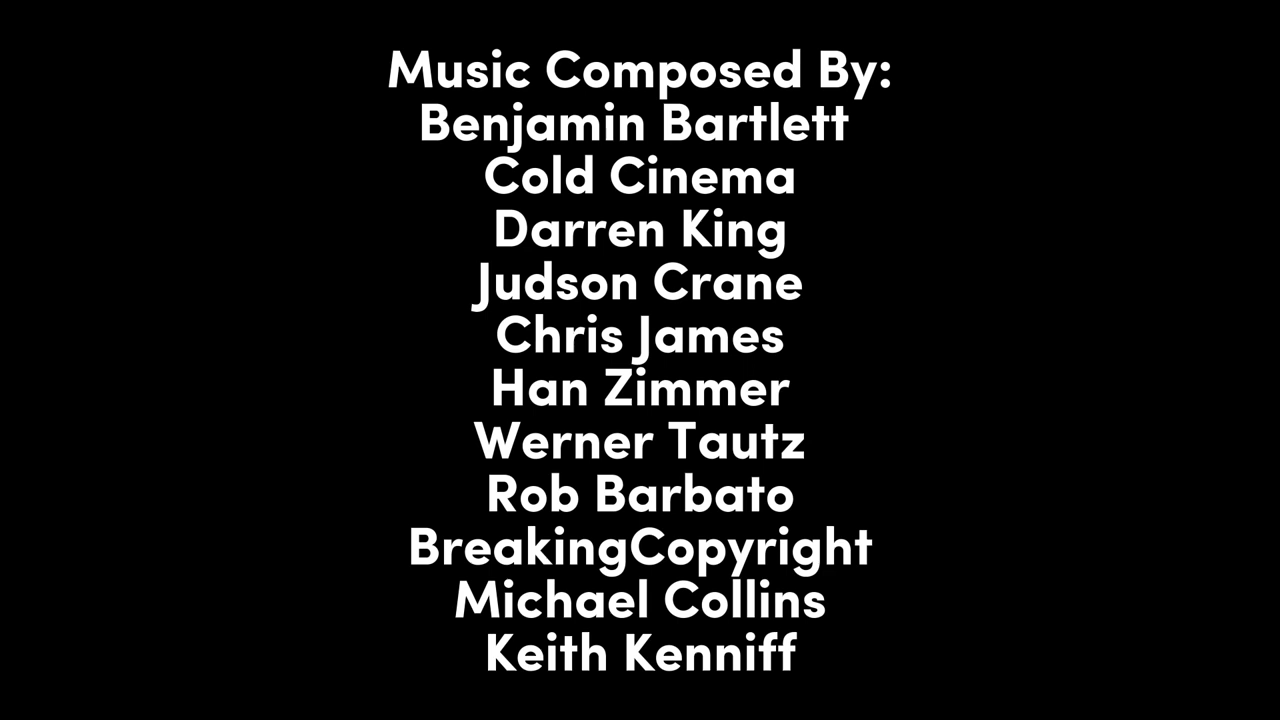 Music Composed By:
Benjamin Bartlett
Cold Cinema
Darren King
Judson Crane
Chris James
Han Zimmer
Werner Tautz
Rob Barbato
BreakingCopyright
Michael Collins
Keith Kenniff